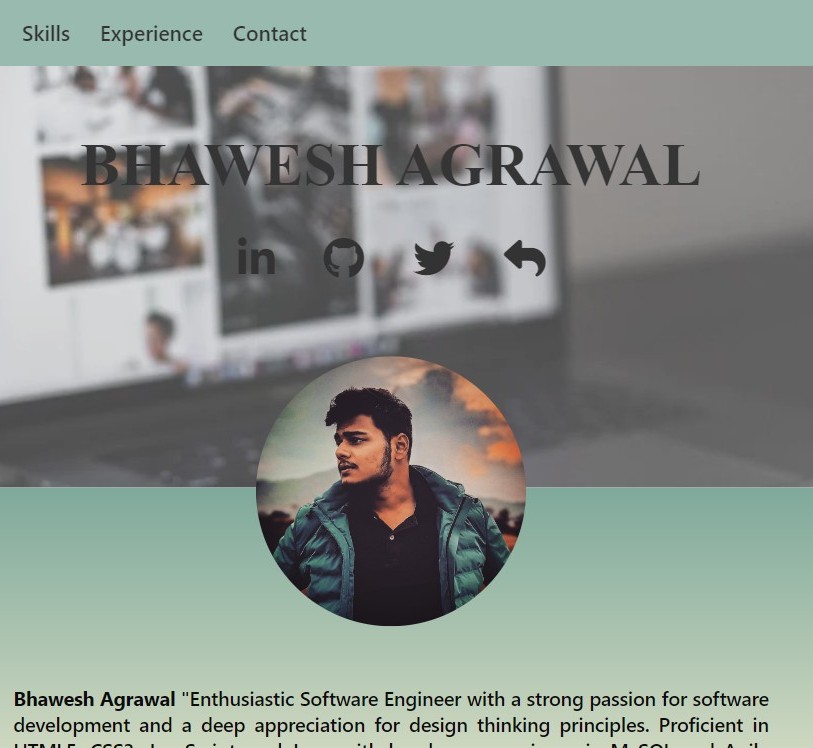 Skills Experience Contact
BHAWESH AGRAWAL
in
Bhawesh Agrawal "Enthusiastic Software Engineer with a strong passion for software
development and a deep appreciation for design thinking principles. Proficient in